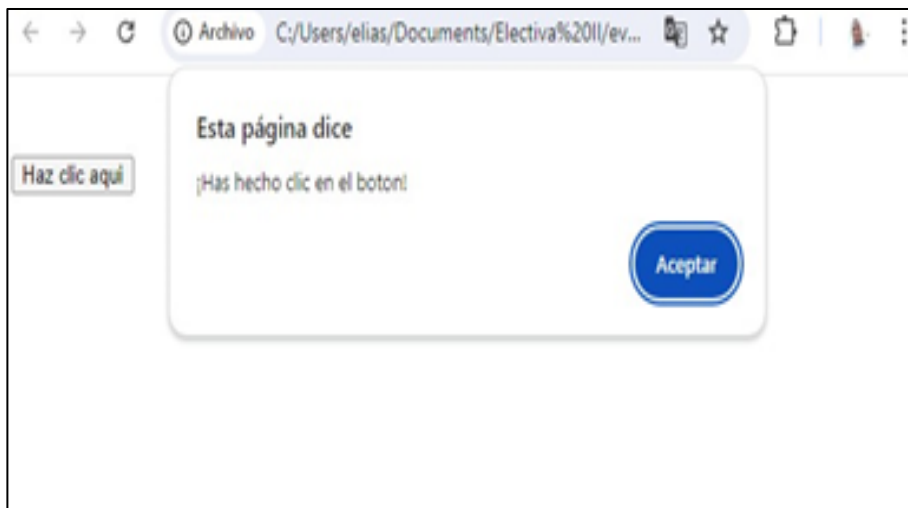 Archivo C:/Users/elias/Documents/Electiva%20II/ev...
Esta página dice
Haz clic aqui
¡Has hecho clic en el boton!
Aceptar